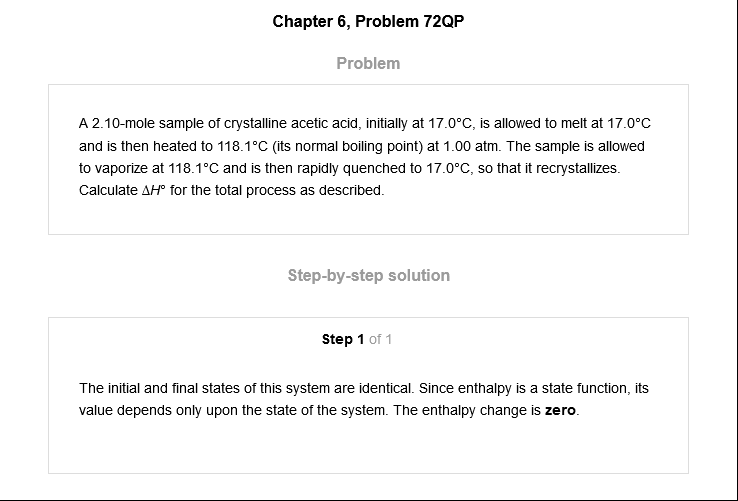 Chapter 6, Problem 72QP
Problem
A 2.10-mole sample of crystalline acetic acid, initially at 17.0°C, is allowed to melt at 17.0°C
and is then heated to 118.1°C (its normal boiling point) at 1.00 atm. The sample is allowed
to vaporize at 118.1°C and is then rapidly quenched to 17.0°C, so that it recrystallizes.
Calculate ΔH° for the total process as described.
Step-by-step solution
Step 1 of 1
The initial and final states of this system are identical. Since enthalpy is a state function, its
value depends only upon the state of the system. The enthalpy change is zero.